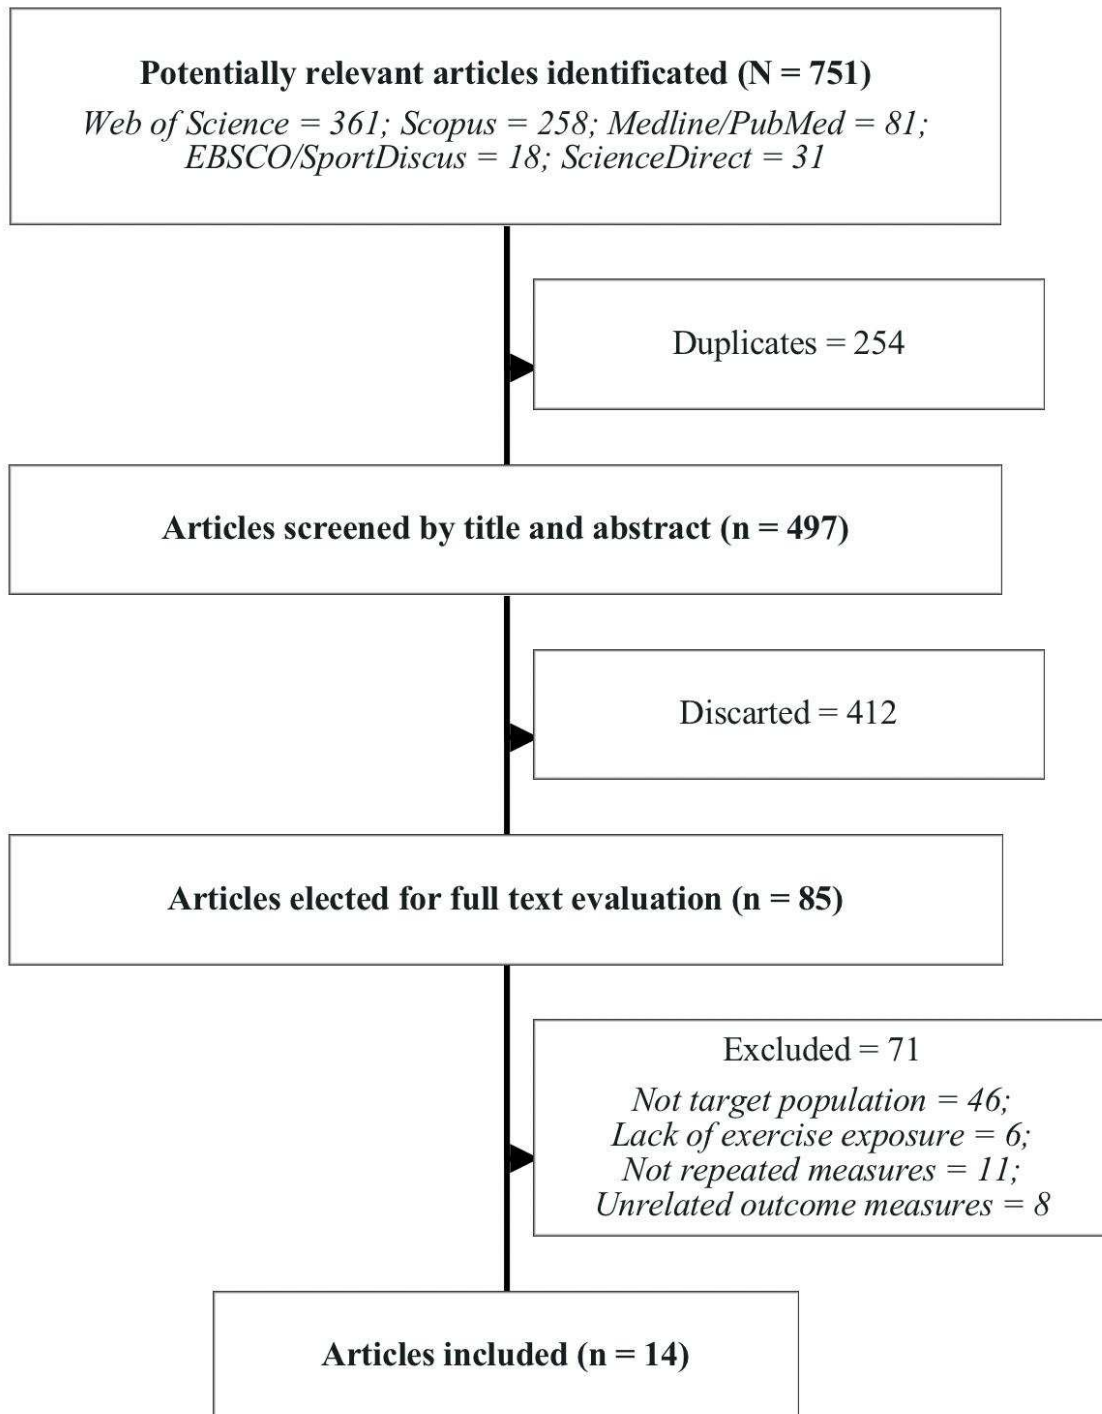 Potentially relevant articles identificated (N = 751)
Web of Science = 361; Scopus = 258; Medline/PubMed = 81;
EBSCO/SportDiscus = 18; ScienceDirect = 31
Duplicates = 254
Articles screened by title and abstract (n = 497)
Discarted = 412
Articles elected for full text evaluation (n = 85)
Excluded = 71
Not target population = 46;
Lack of exercise exposure = 6;
Not repeated measures = 11;
Unrelated outcome measures = 8
Articles included (n = 14)